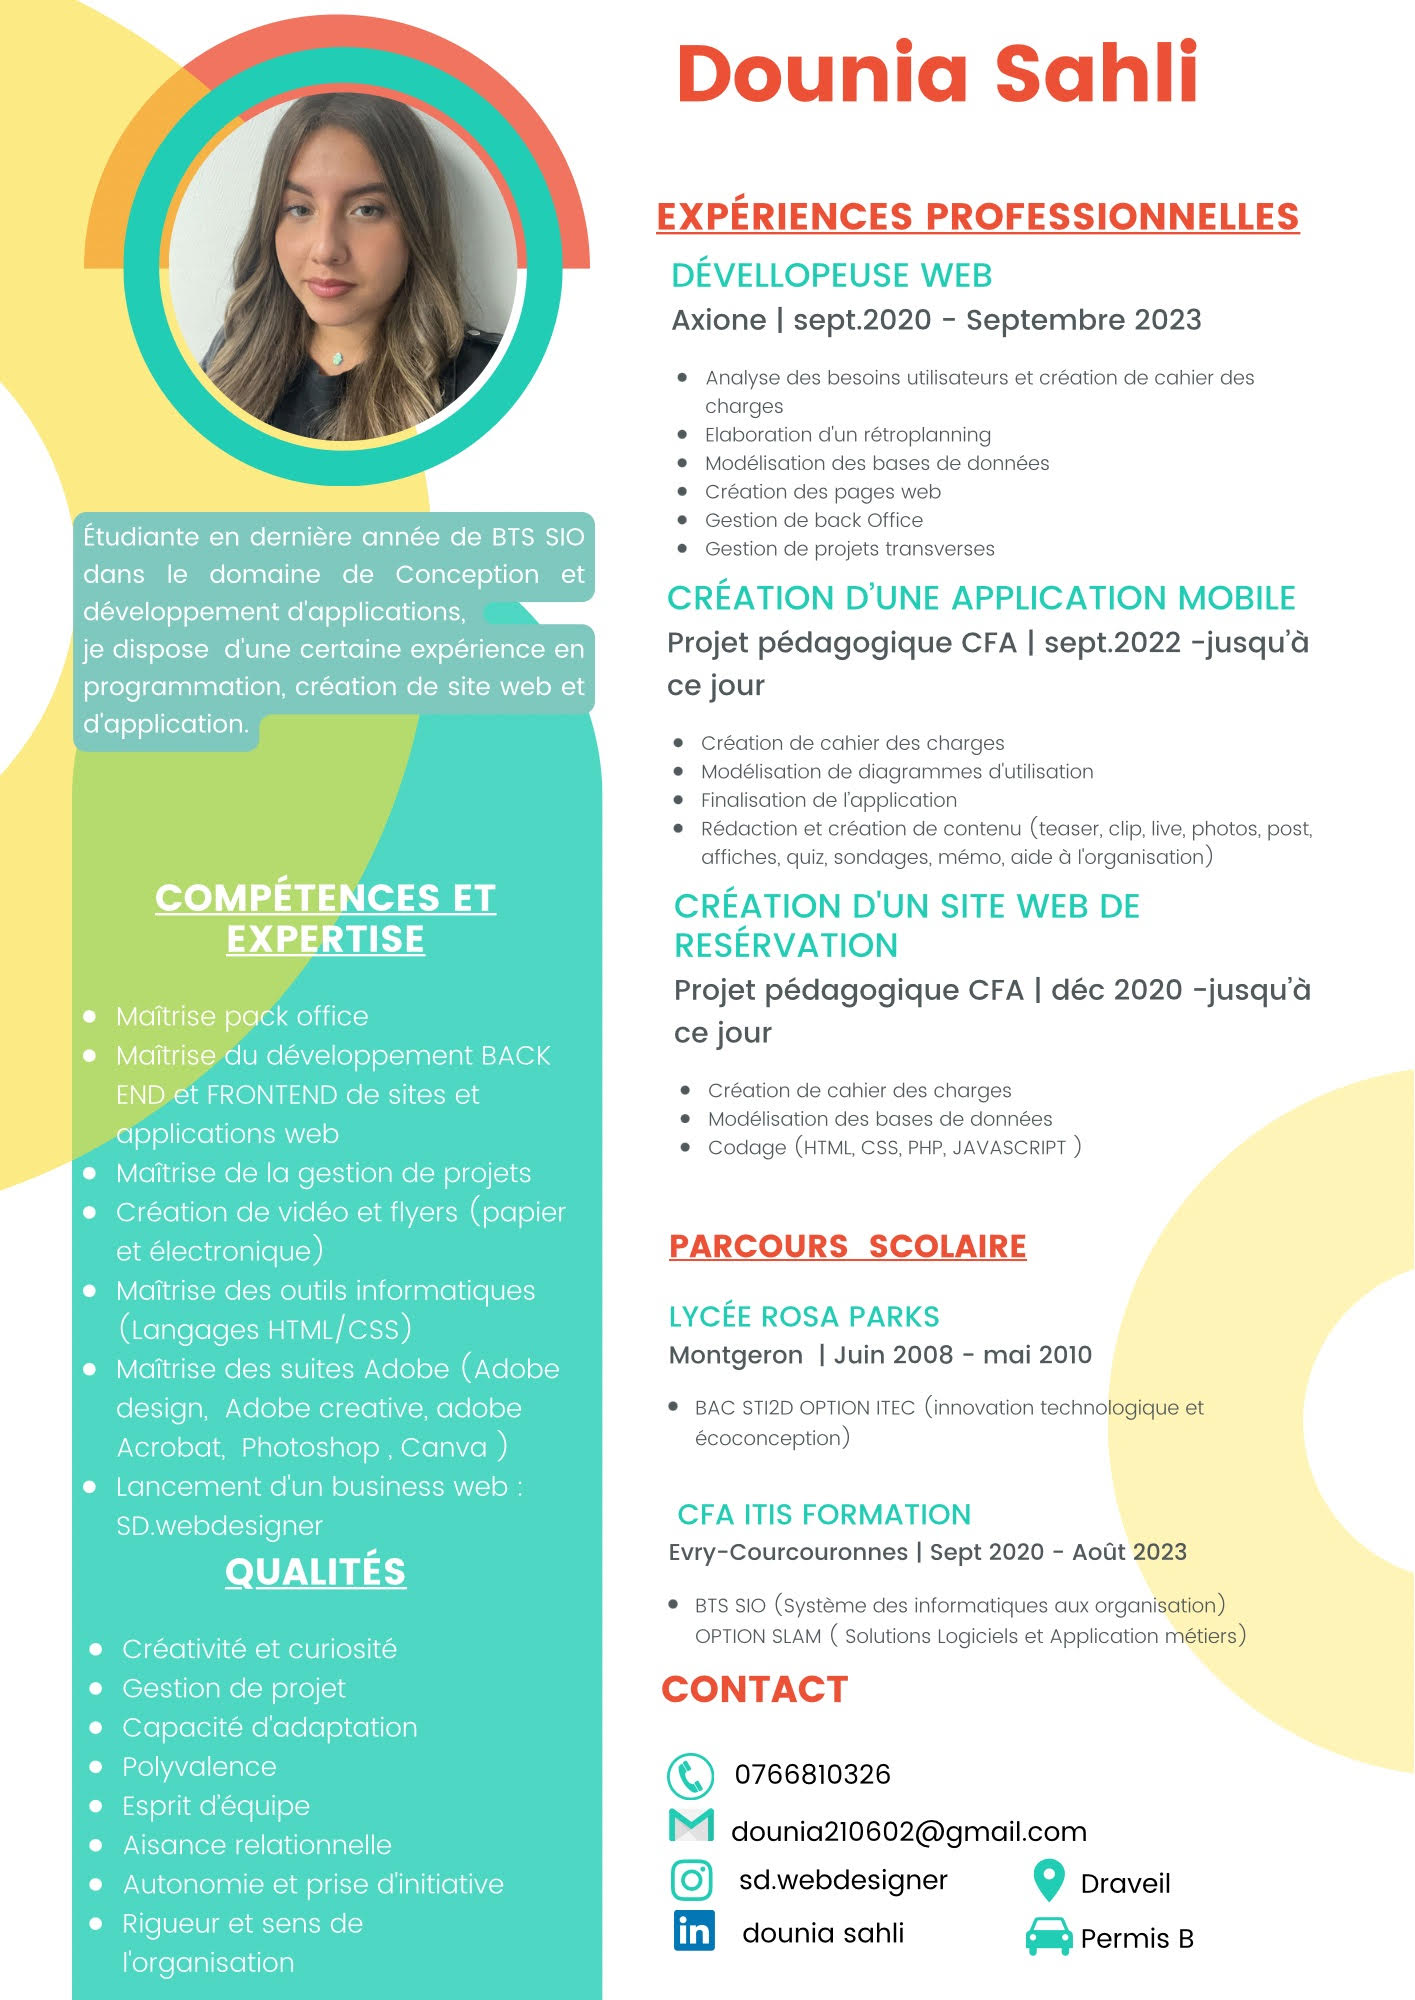 Dounia Sahli
Étudiante en dernière année de BTS SIO
dans le domaine de Conception et
développement d'applications,
je dispose d'une certaine expérience en
programmation, création de site web et
d'application.
COMPÉTENCES ET
EXPERTISE
Maîtrise pack office
Maîtrise du développement BACK
END et FRONTEND de sites et
applications web
Maîtrise de la gestion de projets
Création de vidéo et flyers (papier
et électronique)
Maîtrise des outils informatiques
(Langages HTML/CSS)
Maîtrise des suites Adobe (Adobe
design, Adobe creative, adobe
Acrobat, Photoshop , Canva )
Lancement d'un business web :
SD.webdesigner
QUALITÉS
Créativité et curiosité
Gestion de projet
Capacité d'adaptation
Polyvalence
Esprit d'équipe
Aisance relationnelle
Autonomie et prise d'initiative
Rigueur et sens de
l'organisation
EXPÉRIENCES PROFESSIONNELLES
DÉVELLOPEUSE WEB
Axione | sept.2020 - Septembre 2023
Analyse des besoins utilisateurs et création de cahier des
charges
Elaboration d'un rétroplanning
Modélisation des bases de données
Création des pages web
Gestion de back Office
Gestion de projets transverses
CRÉATION D’UNE APPLICATION MOBILE
Projet pédagogique CFA | sept.2022 -jusqu’à
ce jour
Création de cahier des charges
Modélisation de diagrammes d'utilisation
Finalisation de l’application
Rédaction et création de contenu (teaser, clip, live, photos, post,
affiches, quiz, sondages, mémo, aide à l'organisation)
CRÉATION D'UN SITE WEB DE
RESÉRVATION
Projet pédagogique CFA | déc 2020 -jusqu’à
ce jour
Création de cahier des charges
Modélisation des bases de données
Codage (HTML, CSS, PHP, JAVASCRIPT )
PARCOURS SCOLAIRE
LYCÉE ROSA PARKS
Montgeron | Juin 2008 - mai 2010
BAC STI2D OPTION ITEC (innovation technologique et
écoconception)
CFA ITIS FORMATION
Evry-Courcouronnes | Sept 2020 - Août 2023
BTS SIO (Système des informatiques aux organisation)
OPTION SLAM ( Solutions Logiciels et Application métiers)
CONTACT
0766810326
dounia210602@gmail.com
sd.webdesigner
Draveil
in dounia sahli
Permis B